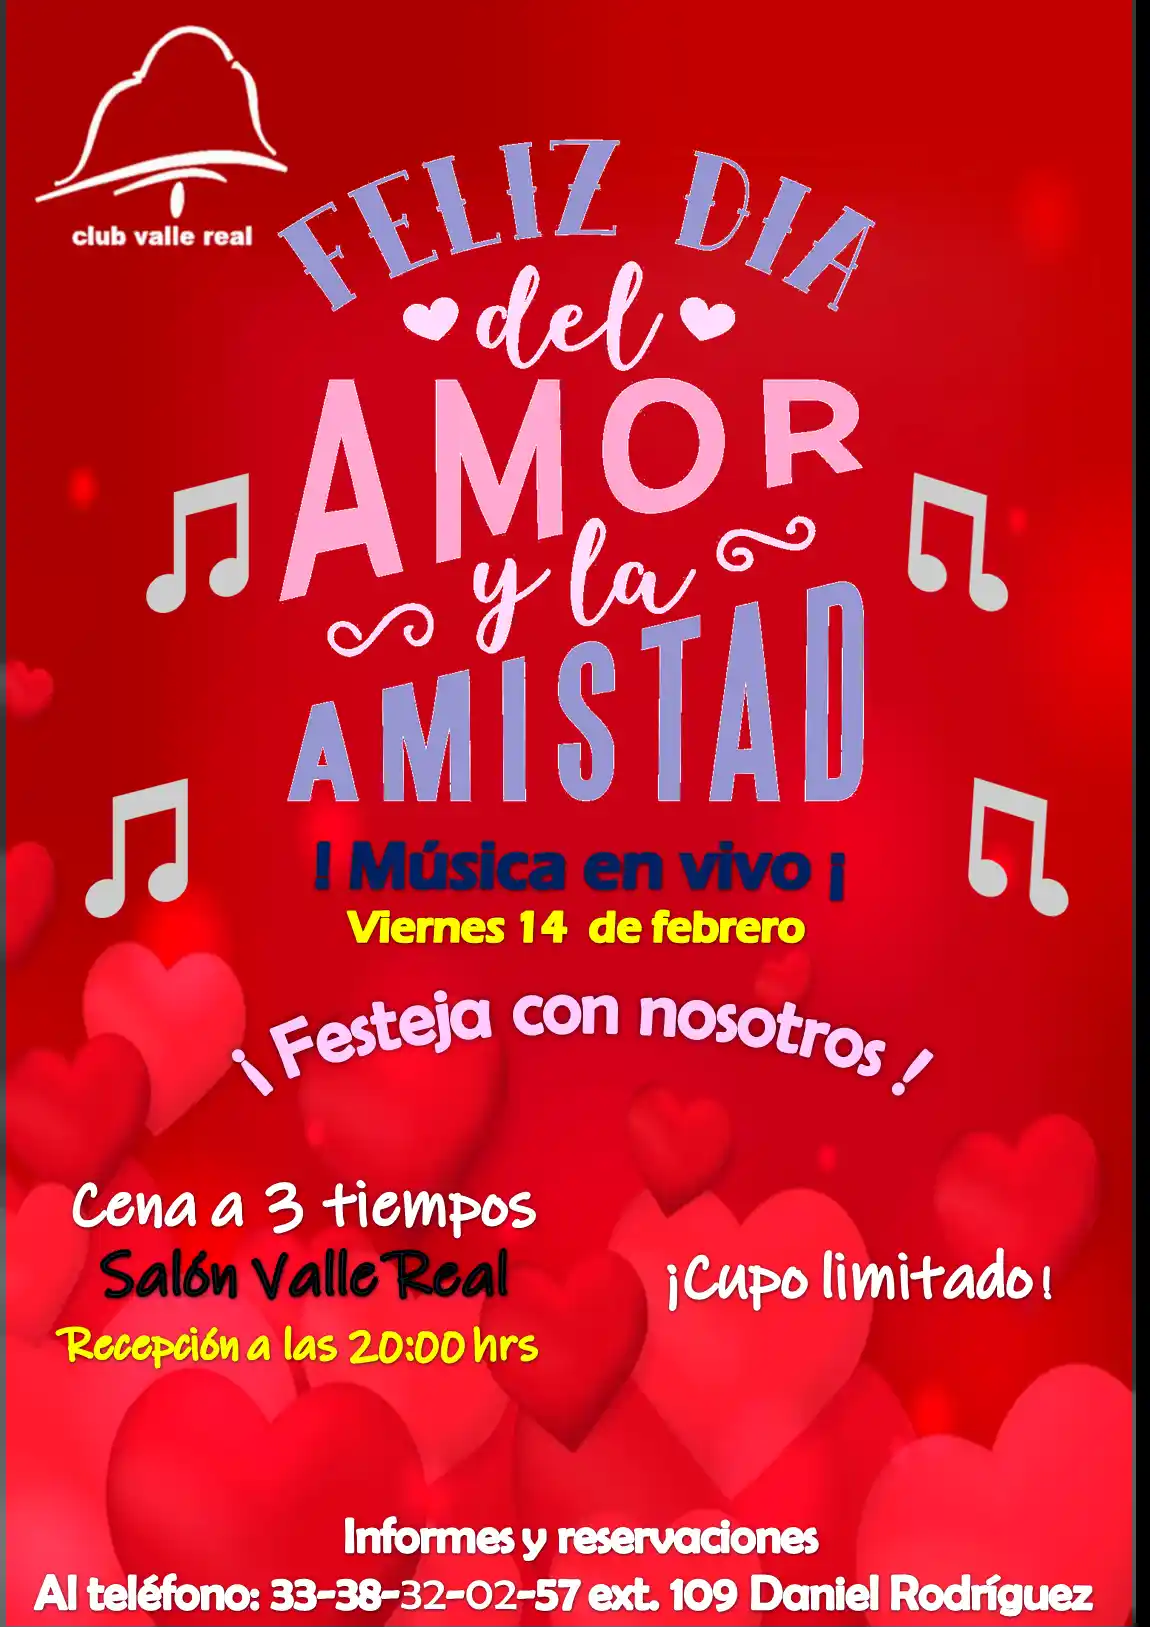 club valle real
FELIZ DIA
del
AMOR
y la
AMISTAD
! Música en vivo ¡
Viernes 14 de febrero
¡Festeja con nosotros !
Cena a 3 tiempos
Salón Valle Real
¡Cupo limitado!
Recepción a las 20:00 hrs
Informes y reservaciones
Al teléfono: 33-38-32-02-57 ext. 109 Daniel Rodríguez